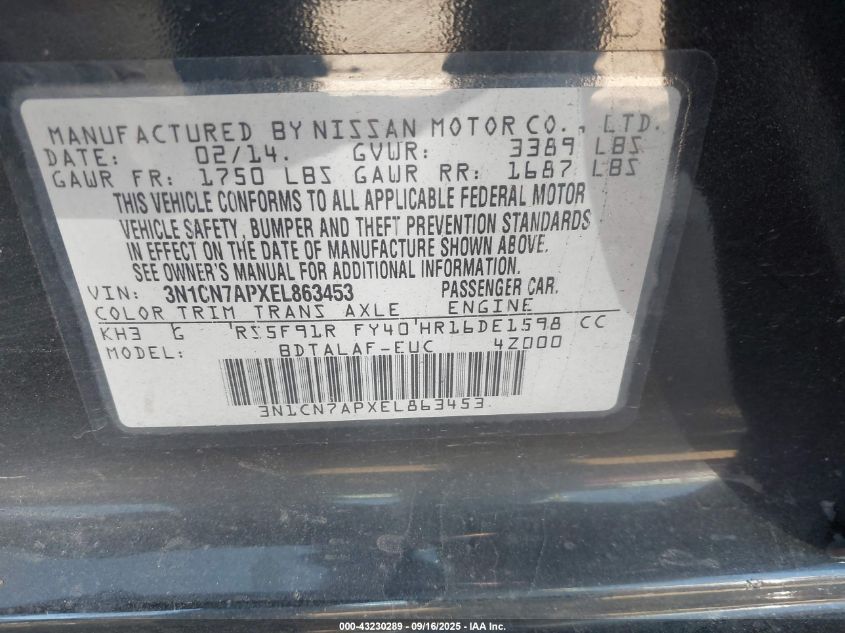 MANUFACTURED BY NISSAN MOTOR CO., LTD.
DATE: 02/14. GVWR: 3389 LBS
GAWR FR: 1750 LBS GAWR RR: 1687 LBS
THIS VEHICLE CONFORMS TO ALL APPLICABLE FEDERAL MOTOR
VEHICLE SAFETY, BUMPER AND THEFT PREVENTION STANDARDS
IN EFFECT ON THE DATE OF MANUFACTURE SHOWN ABOVE.
SEE OWNER'S MANUAL FOR ADDITIONAL INFORMATION.
VIN: 3N1CN7APXEL863453 PASSENGER CAR.
COLOR TRIM TRANS AXLE ENGINE
KH3 G RS5F91R FY40 HR16DE1598 CC
MODEL: BDTALAF-EUC 4Z000
3N1CN7APXEL863453
000-43230289 - 09/16/2025 - IAA Inc.